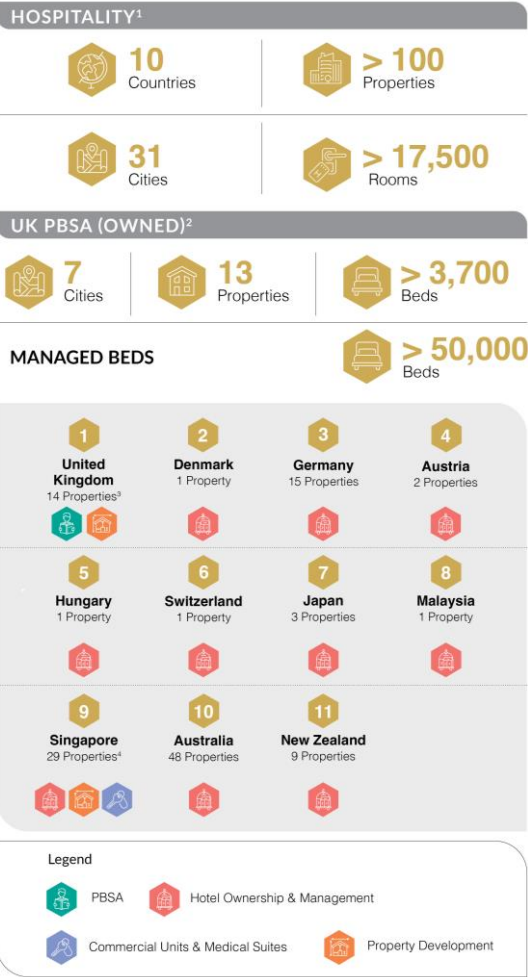 HOSPITALITY¹
10
Countries
> 100
Properties
31
Cities
> 17,500
Rooms
UK PBSA (OWNED)²
7
Cities
13
Properties
> 3,700
Beds
MANAGED BEDS
> 50,000
Beds
1
United
Kingdom
14 Properties³
2
Denmark
1 Property
3
Germany
15 Properties
4
Austria
2 Properties
5
Hungary
1 Property
6
Switzerland
1 Property
7
Japan
3 Properties
8
Malaysia
1 Property
9
Singapore
29 Properties⁴
10
Australia
48 Properties
11
New Zealand
9 Properties
Legend
PBSA
Hotel Ownership & Management
Commercial Units & Medical Suites
Property Development